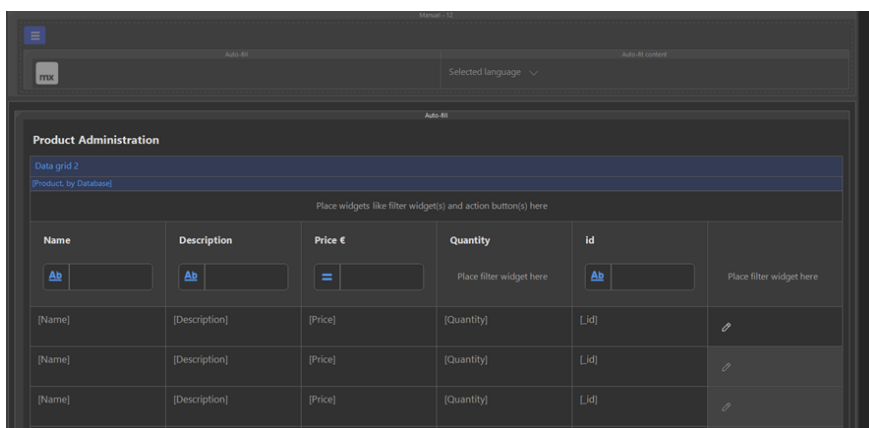 Manual - 12
Auto-fill
Auto-fit content
mx
Selected language
Auto-fill
Product Administration
Data grid 2
[Product, by Database]
Place widgets like filter widget(s) and action button(s) here
Name Description Price € Quantity id
Ab Ab = Place filter widget here Ab Place filter widget here
[Name] [Description] [Price] [Quantity] [_id]
[Name] [Description] [Price] [Quantity] [_id]
[Name] [Description] [Price] [Quantity] [_id]